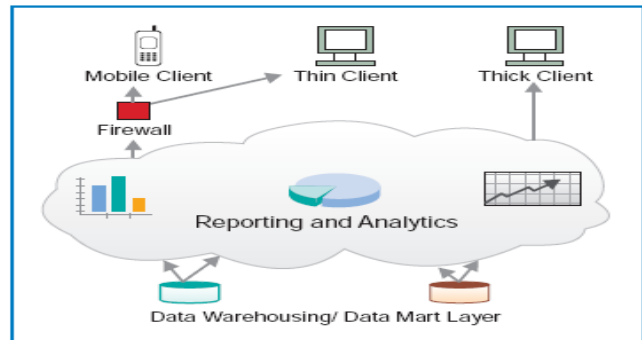 Mobile Client
Thin Client
Thick Client
Firewall
Reporting and Analytics
Data Warehousing/ Data Mart Layer